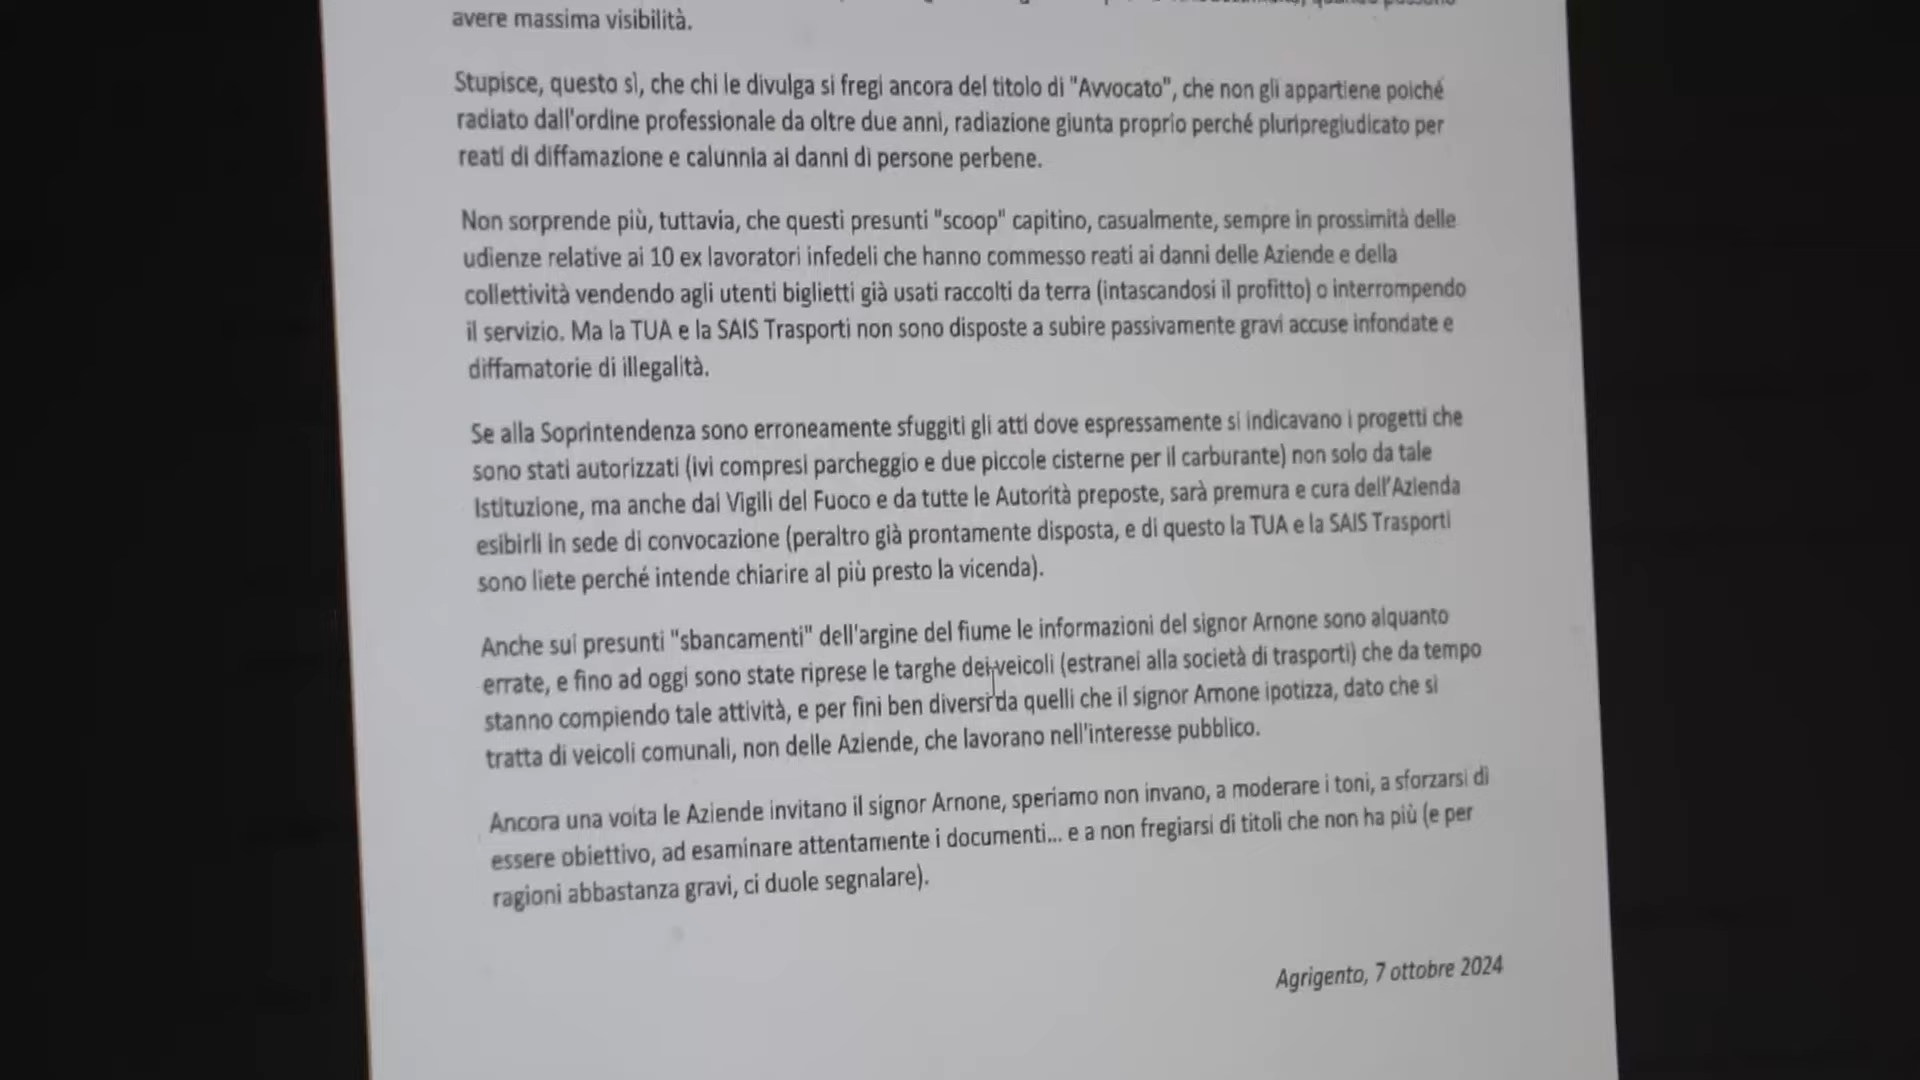 avere massima visibilità.
Stupisce, questo sì, che chi le divulga si fregi ancora del titolo di "Avvocato", che non gli appartiene poiché
radiato dall'ordine professionale da oltre due anni, radiazione giunta proprio perché pluripregiudicato per
reati di diffamazione e calunnia ai danni di persone perbene.
Non sorprende più, tuttavia, che questi presunti "scoop" capitino, casualmente, sempre in prossimità delle
udienze relative ai 10 ex lavoratori infedeli che hanno commesso reati ai danni delle Aziende e della
collettività vendendo agli utenti biglietti già usati raccolti da terra (intascandosi il profitto) o interrompendo
il servizio. Ma la TUA e la SAIS Trasporti non sono disposte a subire passivamente gravi accuse infondate e
diffamatorie di illegalità.
Se alla Soprintendenza sono erroneamente sfuggiti gli atti dove espressamente si indicavano i progetti che
sono stati autorizzati (ivi compresi parcheggio e due piccole cisterne per il carburante) non solo da tale
Istituzione, ma anche dai Vigili del Fuoco e da tutte le Autorità preposte, sarà premura e cura dell'Azienda
esibirli in sede di convocazione (peraltro già prontamente disposta, e di questo la TUA e la SAIS Trasporti
sono liete perché intende chiarire al più presto la vicenda).
Anche sui presunti "sbancamenti" dell'argine del fiume le informazioni del signor Arnone sono alquanto
errate, e fino ad oggi sono state riprese le targhe dei veicoli (estranei alla società di trasporti) che da tempo
stanno compiendo tale attività, e per fini ben diversi da quelli che il signor Arnone ipotizza, dato che si
tratta di veicoli comunali, non delle Aziende, che lavorano nell'interesse pubblico.
Ancora una volta le Aziende invitano il signor Arnone, speriamo non invano, a moderare i toni, a sforzarsi di
essere obiettivo, ad esaminare attentamente i documenti... e a non fregiarsi di titoli che non ha più (e per
ragioni abbastanza gravi, ci duole segnalare).
Agrigento, 7 ottobre 2024